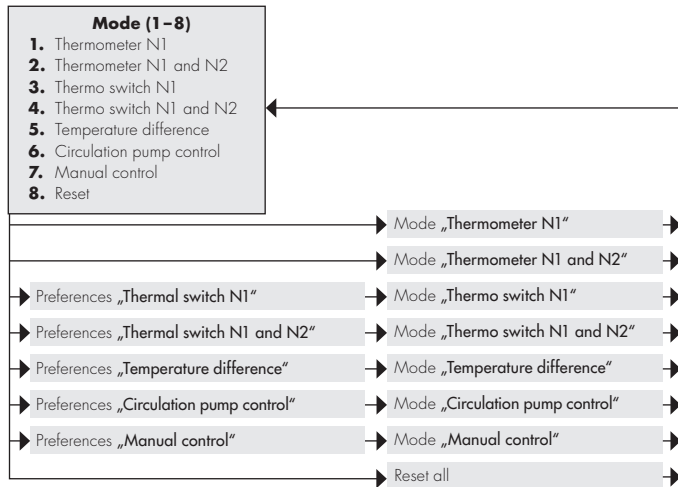 Mode (1–8)
1. Thermometer N1
2. Thermometer N1 and N2
3. Thermo switch N1
4. Thermo switch N1 and N2
5. Temperature difference
6. Circulation pump control
7. Manual control
8. Reset
Mode „Thermometer N1“
Mode „Thermometer N1 and N2“
Preferences „Thermal switch N1“ Mode „Thermo switch N1“
Preferences „Thermal switch N1 and N2“ Mode „Thermo switch N1 and N2“
Preferences „Temperature difference“ Mode „Temperature difference“
Preferences „Circulation pump control“ Mode „Circulation pump control“
Preferences „Manual control“ Mode „Manual control“
Reset all